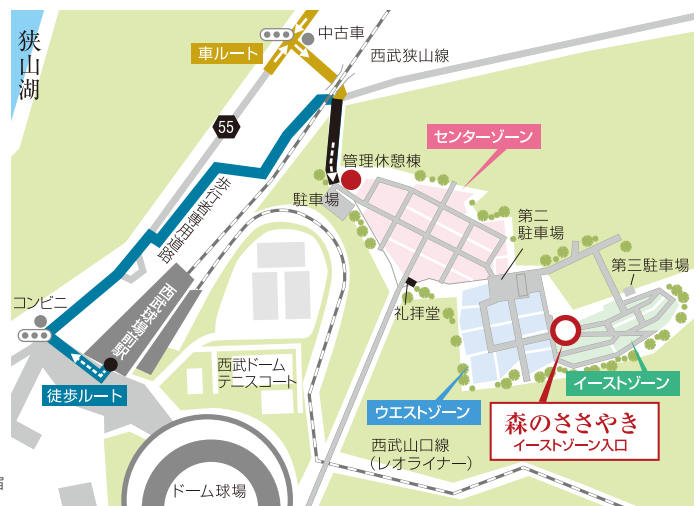 狭山湖
中古車
車ルート
西武狭山線
55
センターゾーン
管理休憩棟
歩行者専用道路
駐車場
第二
駐車場
第三駐車場
コンビニ
西武球場前駅
礼拝堂
西武ドーム
テニスコート
徒歩ルート
ウエストゾーン
イーストゾーン
森のささやき
イーストゾーン入口
西武山口線
（レオライナー）
ドーム球場